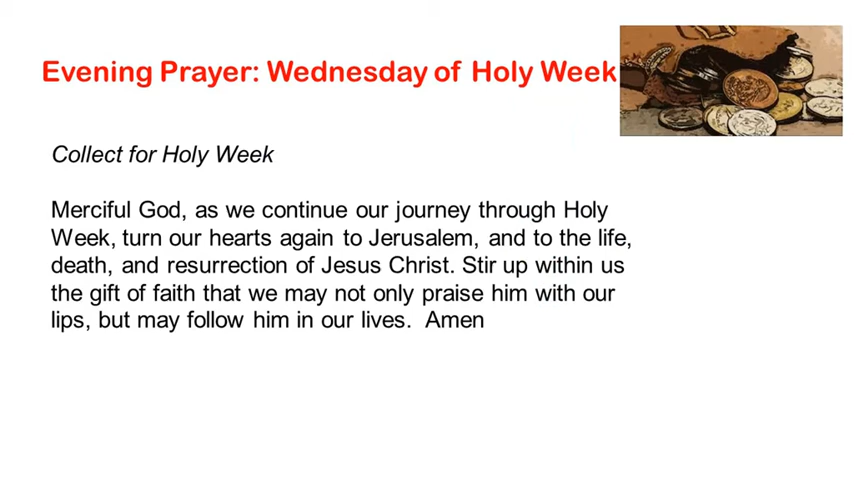 Evening Prayer: Wednesday of Holy Week
Collect for Holy Week
Merciful God, as we continue our journey through Holy
Week, turn our hearts again to Jerusalem, and to the life,
death, and resurrection of Jesus Christ. Stir up within us
the gift of faith that we may not only praise him with our
lips, but may follow him in our lives.  Amen